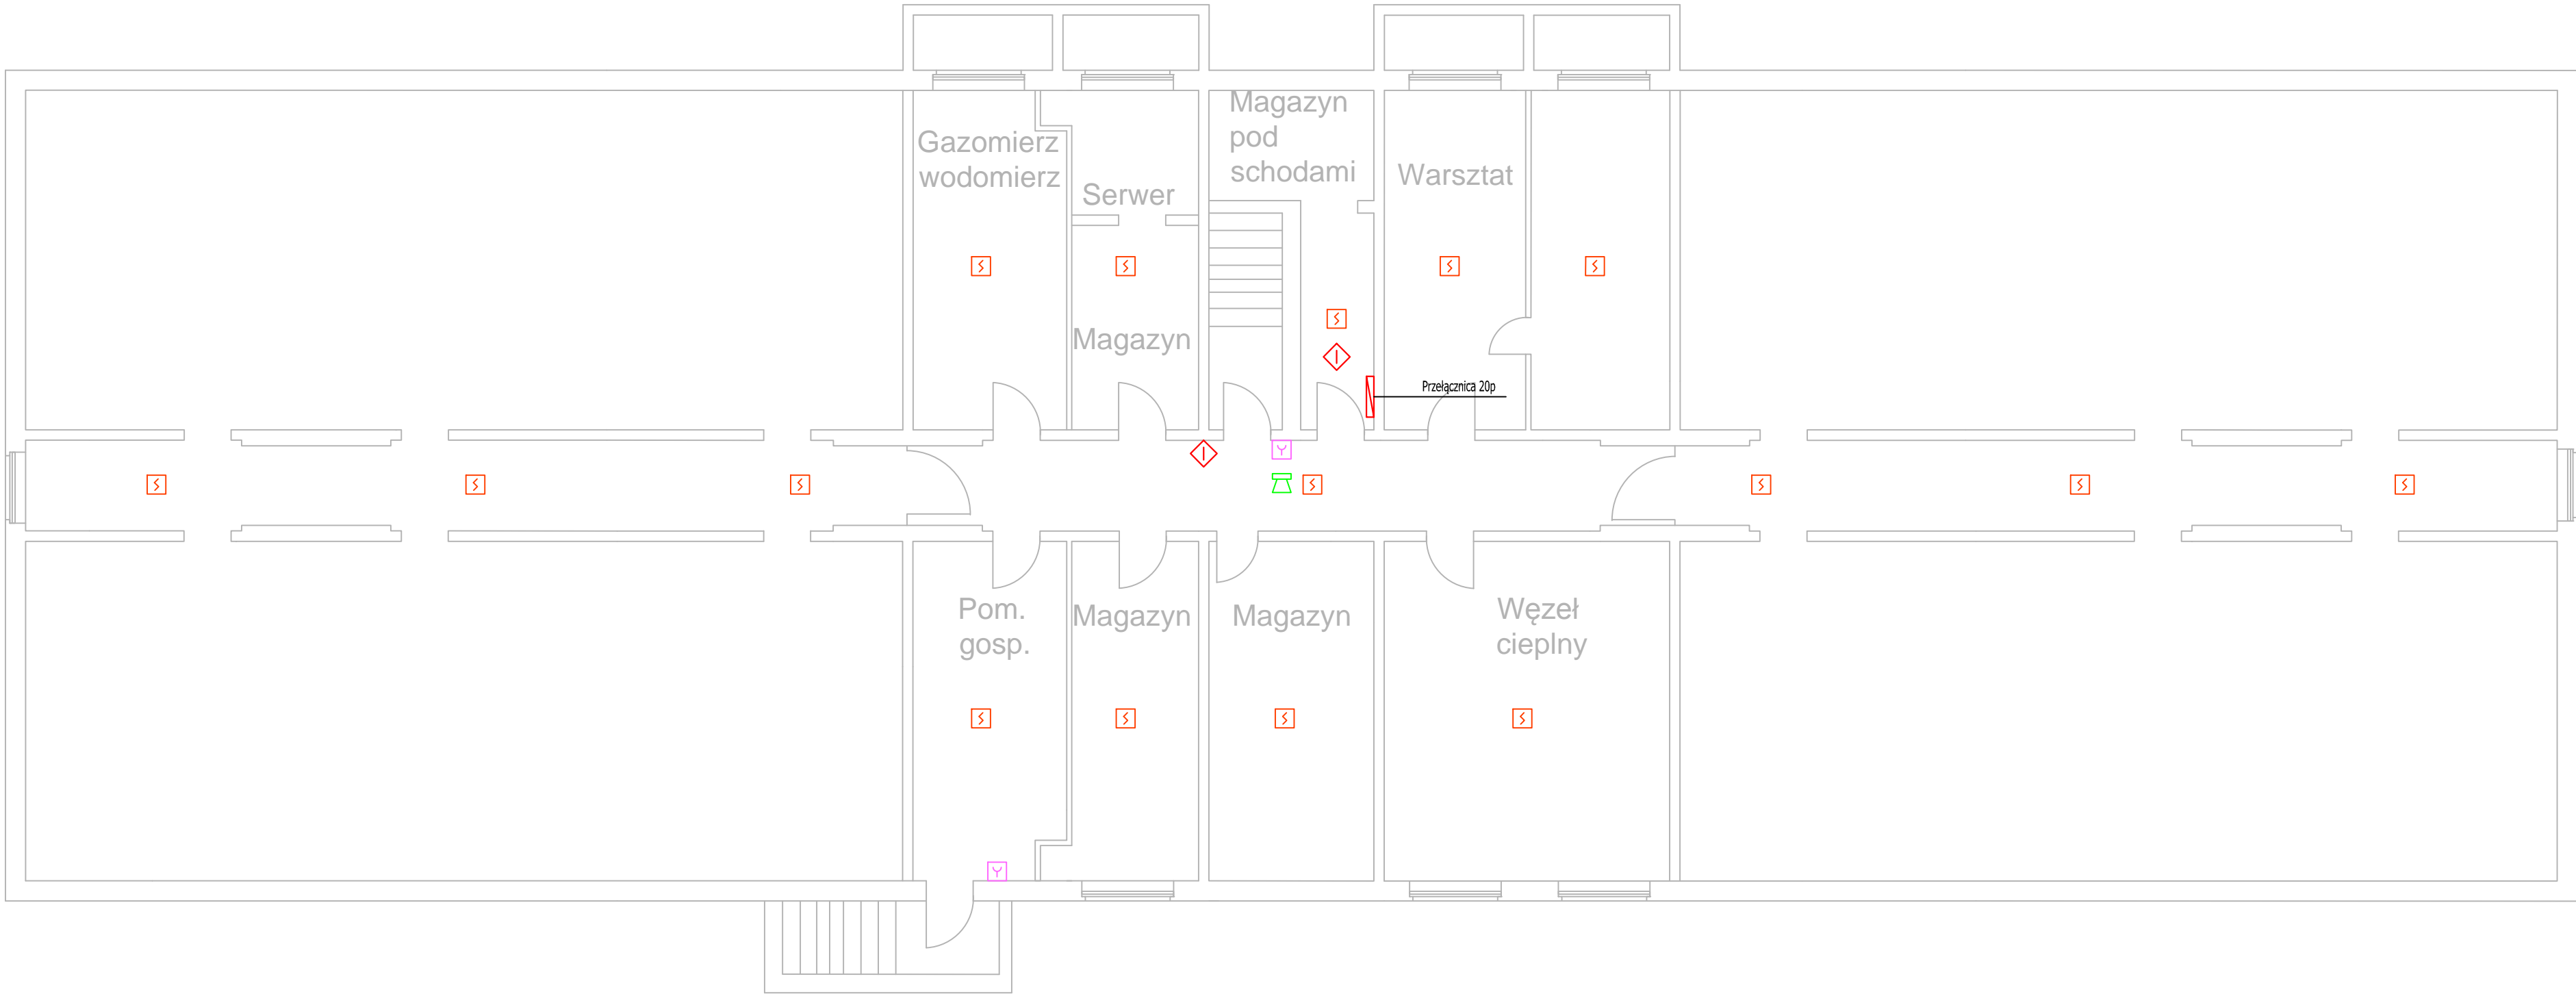 Magazyn
pod
schodami
Gazomierz
wodomierz
Serwer
Warsztat
Magazyn
Przełącznica 20p
Pom.
gosp.
Magazyn
Magazyn
Węzeł
cieplny